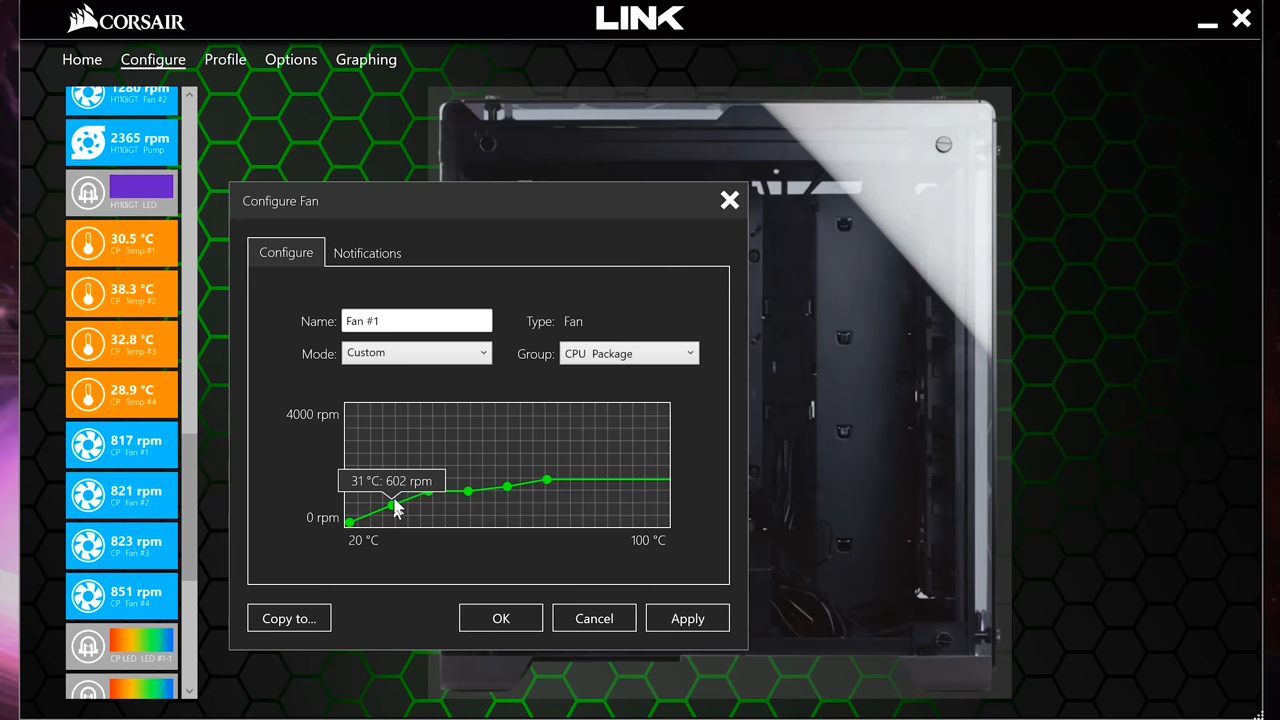 CORSAIR
LINK
Home Configure Profile Options Graphing
1280 rpm
H110iGT Fan #2
2365 rpm
H110iGT Pump
H110iGT LED
30.5 °C
CP Temp #1
38.3 °C
CP Temp #2
32.8 °C
CP Temp #3
28.9 °C
CP Temp #4
817 rpm
CP Fan #1
821 rpm
CP Fan #2
823 rpm
CP Fan #3
851 rpm
CP Fan #4
CP LED LED #1-1
Configure Fan
Configure Notifications
Name: Fan #1 Type: Fan
Mode: Custom Group: CPU Package
4000 rpm
31 °C: 602 rpm
0 rpm
20 °C 100 °C
Copy to... OK Cancel Apply